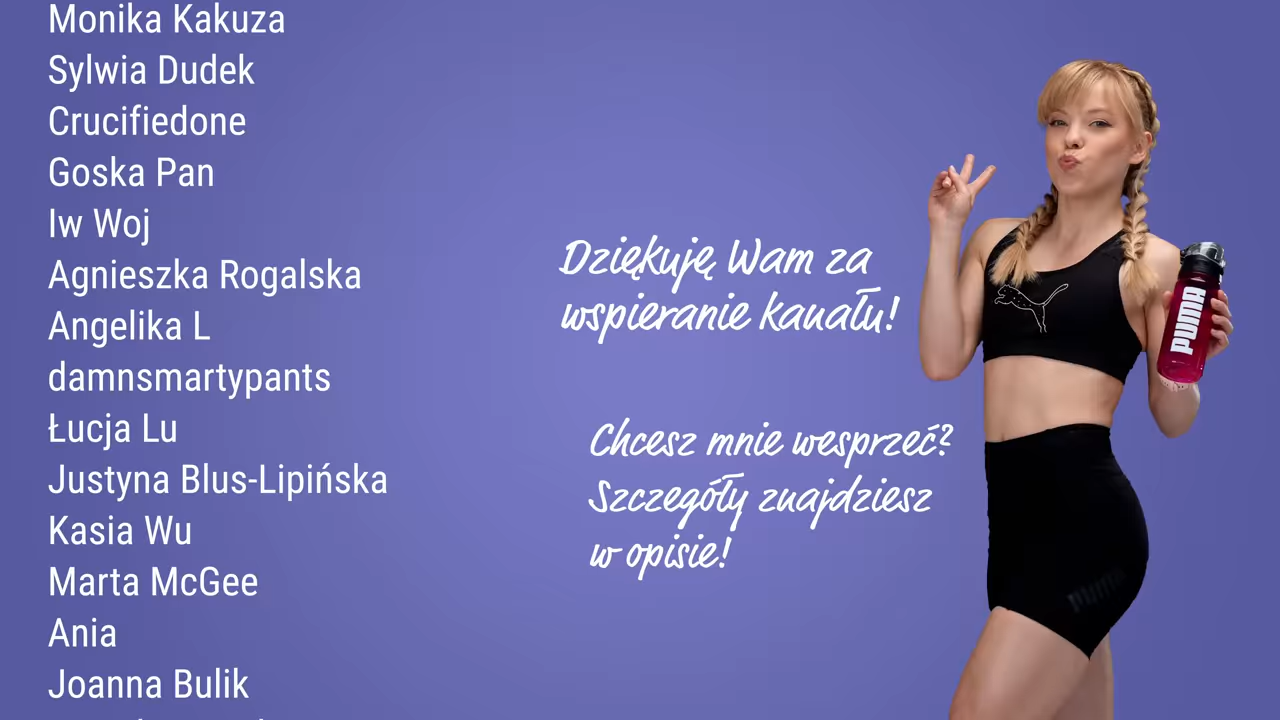 Monika Kakuza
Sylwia Dudek
Crucifiedone
Goska Pan
Iw Woj
Agnieszka Rogalska
Angelika L
damnsmartypants
Łucja Lu
Justyna Blus-Lipińska
Kasia Wu
Marta McGee
Ania
Joanna Bulik
Dziękuję Wam za
wspieranie kanału!
Chcesz mnie wesprzeć?
Szczegóły znajdziesz
w opisie!
PUMA
PUMA